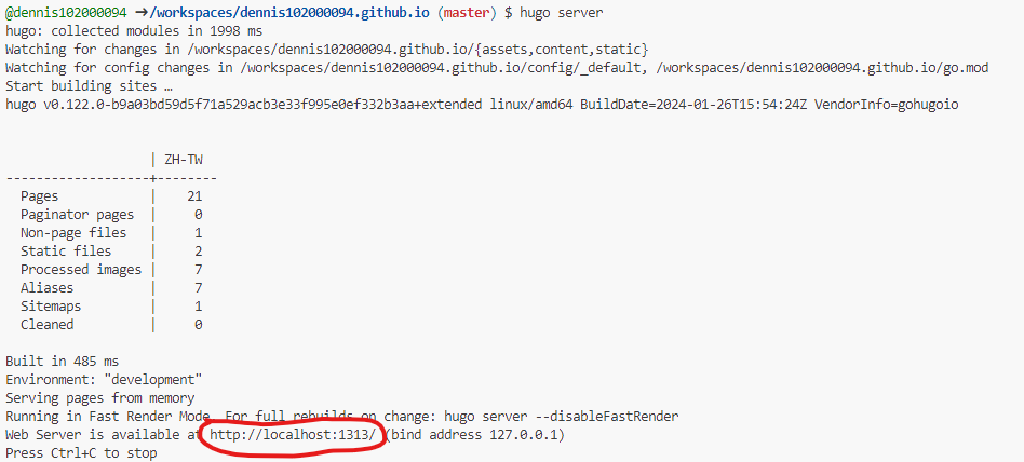 @dennis102000094 →/workspaces/dennis102000094.github.io (master) $ hugo server
hugo: collected modules in 1998 ms
Watching for changes in /workspaces/dennis102000094.github.io/{assets,content,static}
Watching for config changes in /workspaces/dennis102000094.github.io/config/_default, /workspaces/dennis102000094.github.io/go.mod
Start building sites …
hugo v0.122.0-b9a03bd59d5f71a529acb3e33f995e0ef332b3aa+extended linux/amd64 BuildDate=2024-01-26T15:54:24Z VendorInfo=gohugoio
| ZH-TW
-------------------+--------
Pages | 21
Paginator pages | 0
Non-page files | 1
Static files | 2
Processed images | 7
Aliases | 7
Sitemaps | 1
Cleaned | 0
Built in 485 ms
Environment: "development"
Serving pages from memory
Running in Fast Render Mode. For full rebuilds on change: hugo server --disableFastRender
Web Server is available at http://localhost:1313/ (bind address 127.0.0.1)
Press Ctrl+C to stop